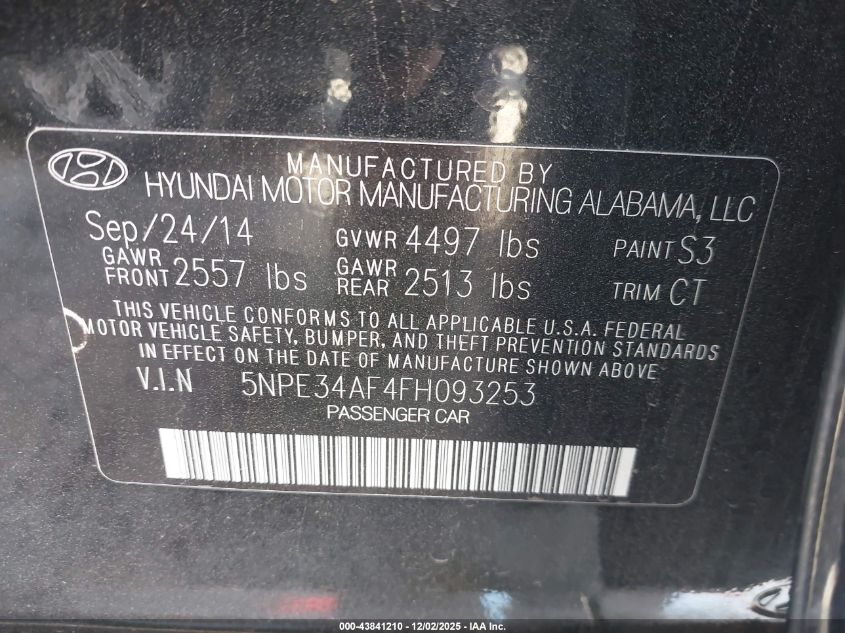 MANUFACTURED BY
HYUNDAI MOTOR MANUFACTURING ALABAMA, LLC
Sep/24/14 GVWR 4497 lbs PAINT S3
GAWR FRONT 2557 lbs GAWR REAR 2513 lbs TRIM CT
THIS VEHICLE CONFORMS TO ALL APPLICABLE U.S.A. FEDERAL
MOTOR VEHICLE SAFETY, BUMPER, AND THEFT PREVENTION STANDARDS
IN EFFECT ON THE DATE OF MANUFACTURE SHOWN ABOVE
V.I.N 5NPE34AF4FH093253
PASSENGER CAR
000-43841210 - 12/02/2025 - IAA Inc.